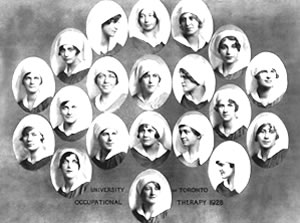 UNIVERSITY OF TORONTO
OCCUPATIONAL THERAPY 1928